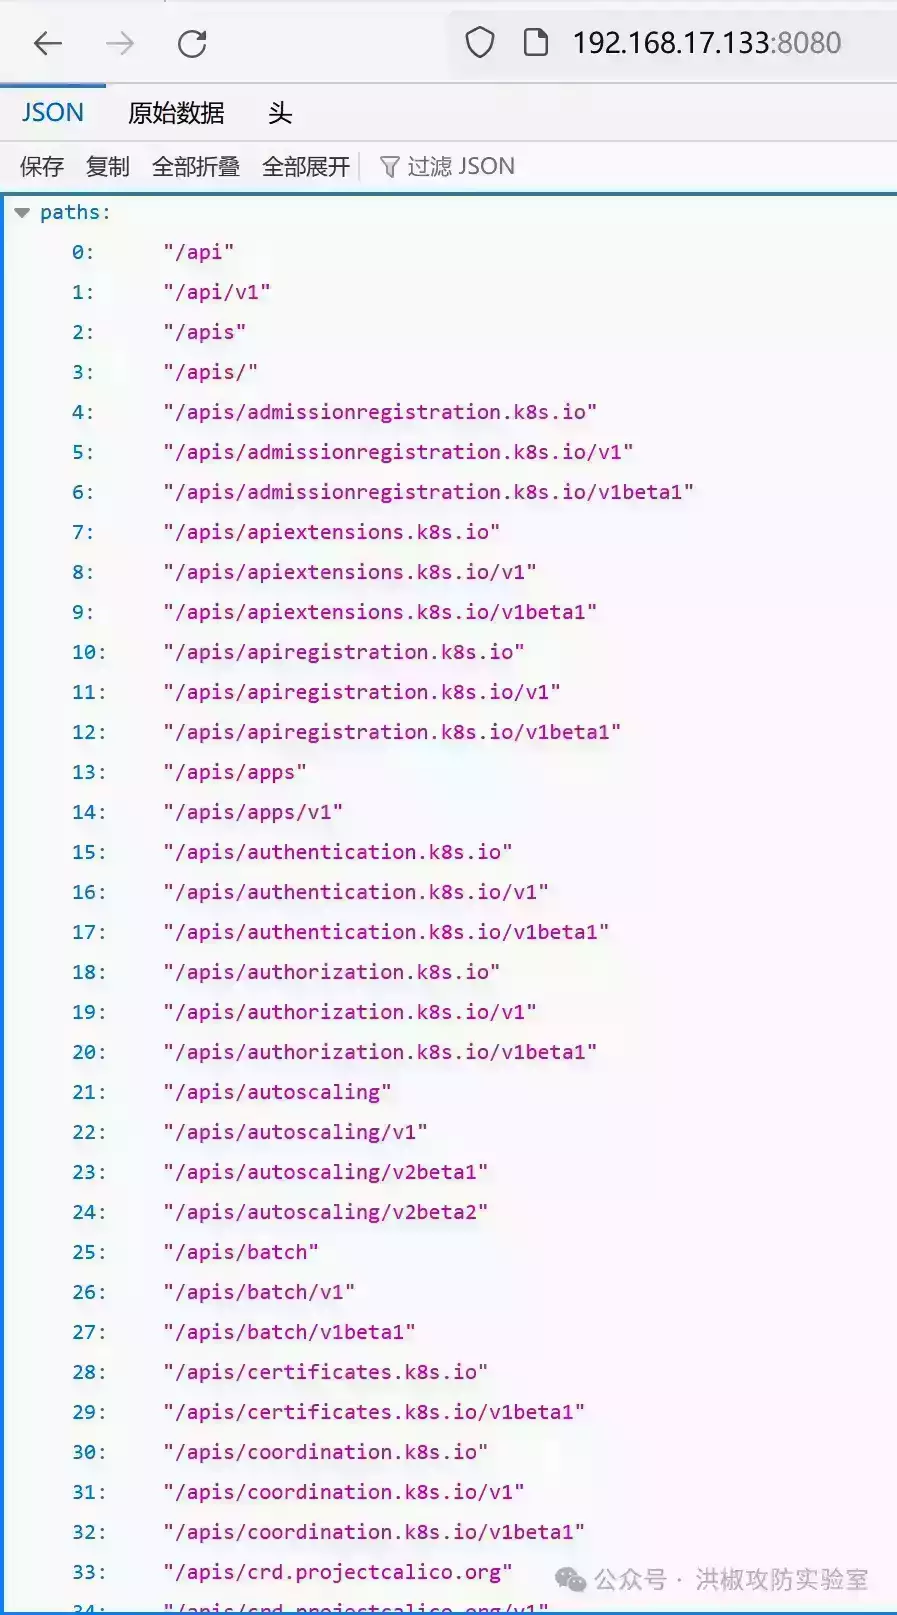 192.168.17.133:8080
JSON 原始数据 头
保存 复制 全部折叠 全部展开 过滤 JSON
paths:
0: "/api"
1: "/api/v1"
2: "/apis"
3: "/apis/"
4: "/apis/admissionregistration.k8s.io"
5: "/apis/admissionregistration.k8s.io/v1"
6: "/apis/admissionregistration.k8s.io/v1beta1"
7: "/apis/apiextensions.k8s.io"
8: "/apis/apiextensions.k8s.io/v1"
9: "/apis/apiextensions.k8s.io/v1beta1"
10: "/apis/apiregistration.k8s.io"
11: "/apis/apiregistration.k8s.io/v1"
12: "/apis/apiregistration.k8s.io/v1beta1"
13: "/apis/apps"
14: "/apis/apps/v1"
15: "/apis/authentication.k8s.io"
16: "/apis/authentication.k8s.io/v1"
17: "/apis/authentication.k8s.io/v1beta1"
18: "/apis/authorization.k8s.io"
19: "/apis/authorization.k8s.io/v1"
20: "/apis/authorization.k8s.io/v1beta1"
21: "/apis/autoscaling"
22: "/apis/autoscaling/v1"
23: "/apis/autoscaling/v2beta1"
24: "/apis/autoscaling/v2beta2"
25: "/apis/batch"
26: "/apis/batch/v1"
27: "/apis/batch/v1beta1"
28: "/apis/certificates.k8s.io"
29: "/apis/certificates.k8s.io/v1beta1"
30: "/apis/coordination.k8s.io"
31: "/apis/coordination.k8s.io/v1"
32: "/apis/coordination.k8s.io/v1beta1"
33: "/apis/crd.projectcalico.org"
公众号 · 洪椒攻防实验室
34: "/apis/crd.projectcalico.org/v1"